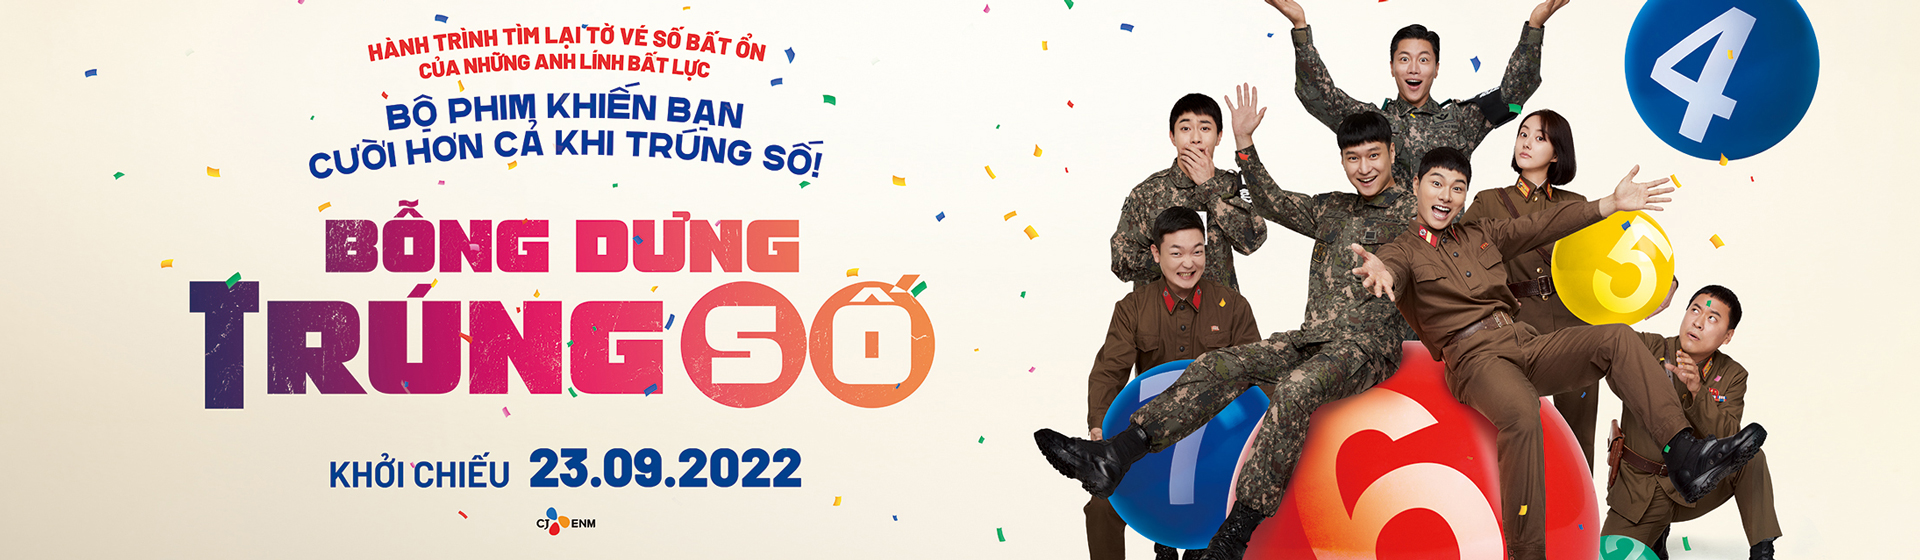 HÀNH TRÌNH TÌM LẠI TỜ VÉ SỐ BẤT ỔN
CỦA NHỮNG ANH LÍNH BẤT LỰC
BỘ PHIM KHIẾN BẠN
CƯỜI HƠN CẢ KHI TRÚNG SỐ!
BỖNG DƯNG
TRÚNG SỐ
KHỞI CHIẾU 23.09.2022
CJ ENM
4
5
7
6
2